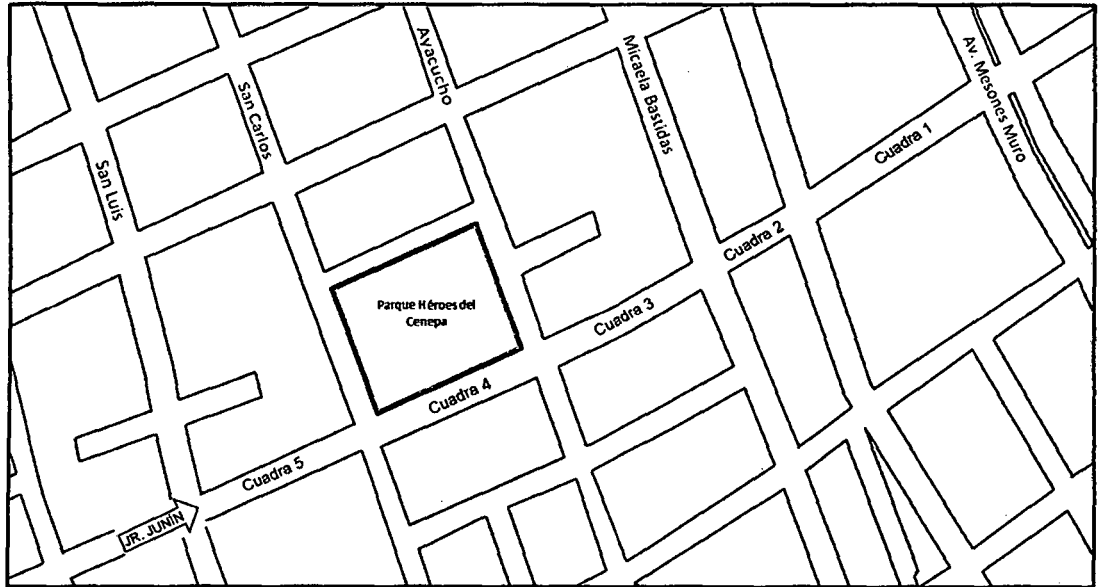 Ayacucho
Micaela Bastidas
Av. Mesones Muro
San Carlos
San Luis
Cuadra 1
Cuadra 2
Parque Héroes del
Cenepa
Cuadra 3
Cuadra 4
Cuadra 5
JR. JUNÍN